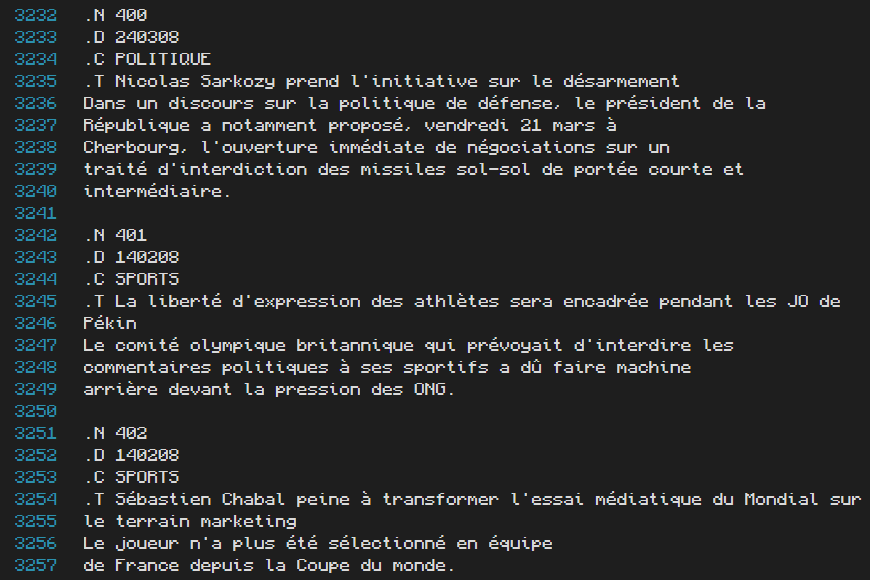 3232 .N 400
3233 .D 240308
3234 .C POLITIQUE
3235 .T Nicolas Sarkozy prend l'initiative sur le désarmement
3236 Dans un discours sur la politique de défense, le président de la
3237 République a notamment proposé, vendredi 21 mars à
3238 Cherbourg, l'ouverture immédiate de négociations sur un
3239 traité d'interdiction des missiles sol-sol de portée courte et
3240 intermédiaire.
3241
3242 .N 401
3243 .D 140208
3244 .C SPORTS
3245 .T La liberté d'expression des athlètes sera encadrée pendant les JO de
3246 Pékin
3247 Le comité olympique britannique qui prévoyait d'interdire les
3248 commentaires politiques à ses sportifs a dû faire machine
3249 arrière devant la pression des ONG.
3250
3251 .N 402
3252 .D 140208
3253 .C SPORTS
3254 .T Sébastien Chabal peine à transformer l'essai médiatique du Mondial sur
3255 le terrain marketing
3256 Le joueur n'a plus été sélectionné en équipe
3257 de France depuis la Coupe du monde.